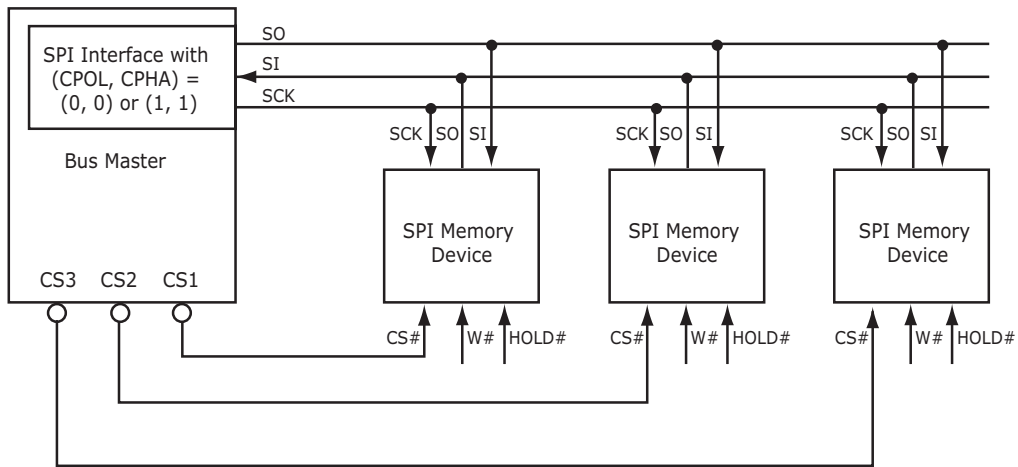 SO
SPI Interface with
(CPOL, CPHA) =
(0, 0) or (1, 1)
SI
SCK
Bus Master
SCK SO SI
SCK SO SI
SCK SO SI
SPI Memory
Device
SPI Memory
Device
SPI Memory
Device
CS3 CS2 CS1
CS# W# HOLD#
CS# W# HOLD#
CS# W# HOLD#